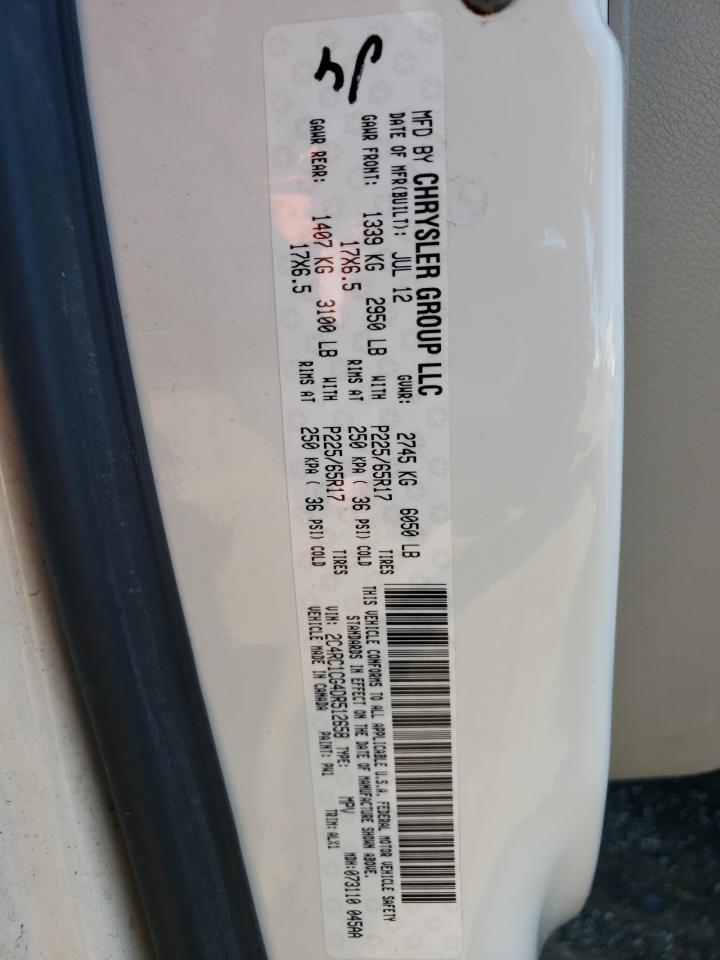 MFD BY CHRYSLER GROUP LLC
DATE OF MFR(BUILT): JUL 12 GVWR: 2745 KG 6050 LB
GAWR FRONT: 1339 KG 2950 LB WITH P225/65R17 TIRES
17X6.5 RIMS AT 250 KPA ( 36 PSI) COLD
GAWR REAR: 1407 KG 3100 LB WITH P225/65R17 TIRES
17X6.5 RIMS AT 250 KPA ( 36 PSI) COLD
THIS VEHICLE CONFORMS TO ALL APPLICABLE U.S.A. FEDERAL MOTOR VEHICLE SAFETY
STANDARDS IN EFFECT ON THE DATE OF MANUFACTURE SHOWN ABOVE.
VIN: 2C4RC1CG4DR512658 TYPE: MPV MDH:073110 045AA
VEHICLE MADE IN CANADA PAINT: PW1 TRIM:ALX1